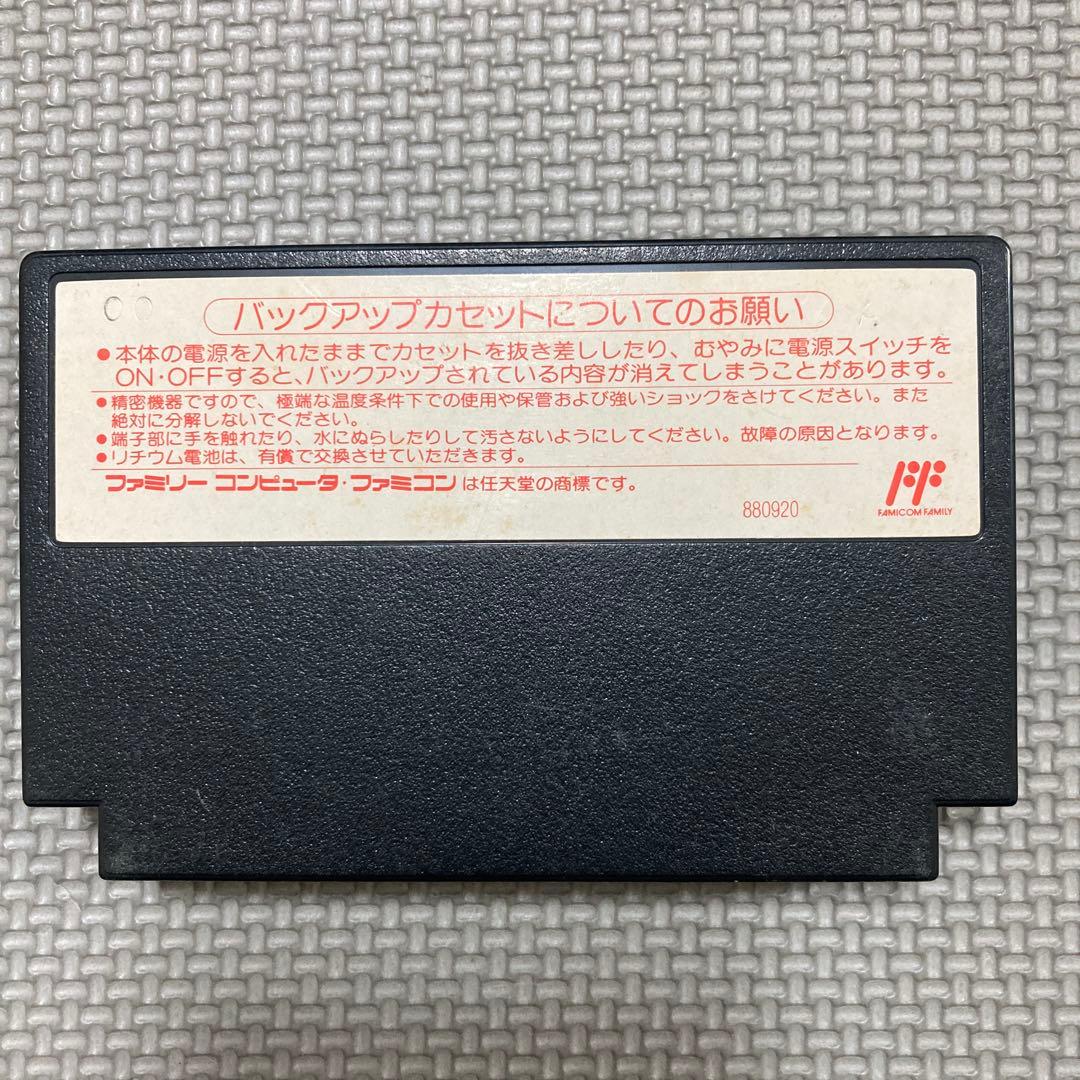 バックアップカセットについてのお願い
●本体の電源を入れたままでカセットを抜き差ししたり、むやみに電源スイッチを
ON・OFFすると、バックアップされている内容が消えてしまうことがあります。
●精密機器ですので、極端な温度条件下での使用や保管および強いショックをさけてください。また
絶対に分解しないでください。
●端子部に手を触れたり、水にぬらしたりして汚さないようにしてください。故障の原因となります。
●リチウム電池は、有償で交換させていただきます。
ファミリー コンピュータ・ファミコン は任天堂の商標です。
880920
FAMICOM FAMILY